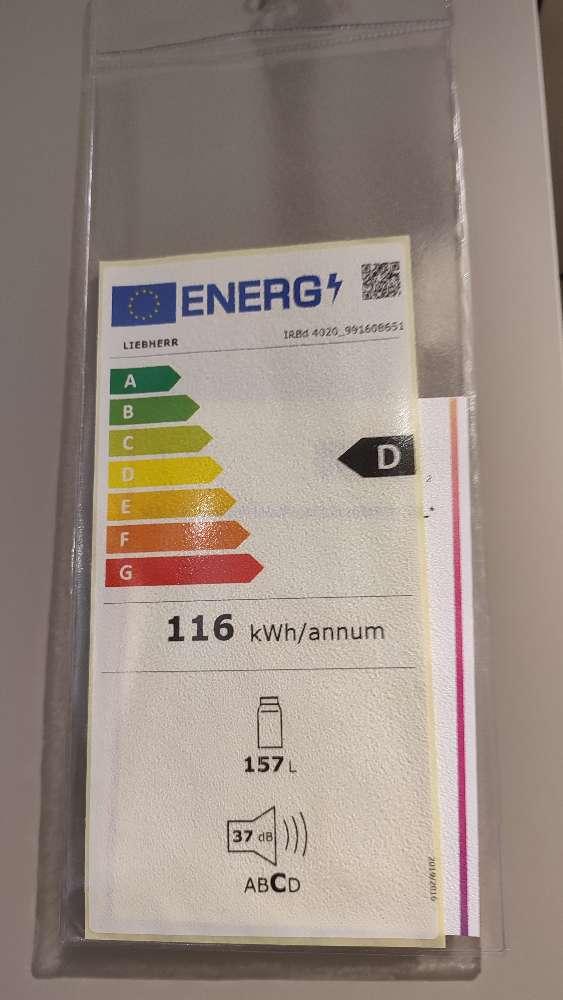 ENERG
LIEBHERR
IRBd 4020_991608651
A
B
C
D
D
E
F
G
116 kWh/annum
157 L
37 dB
ABCD
2019/2016